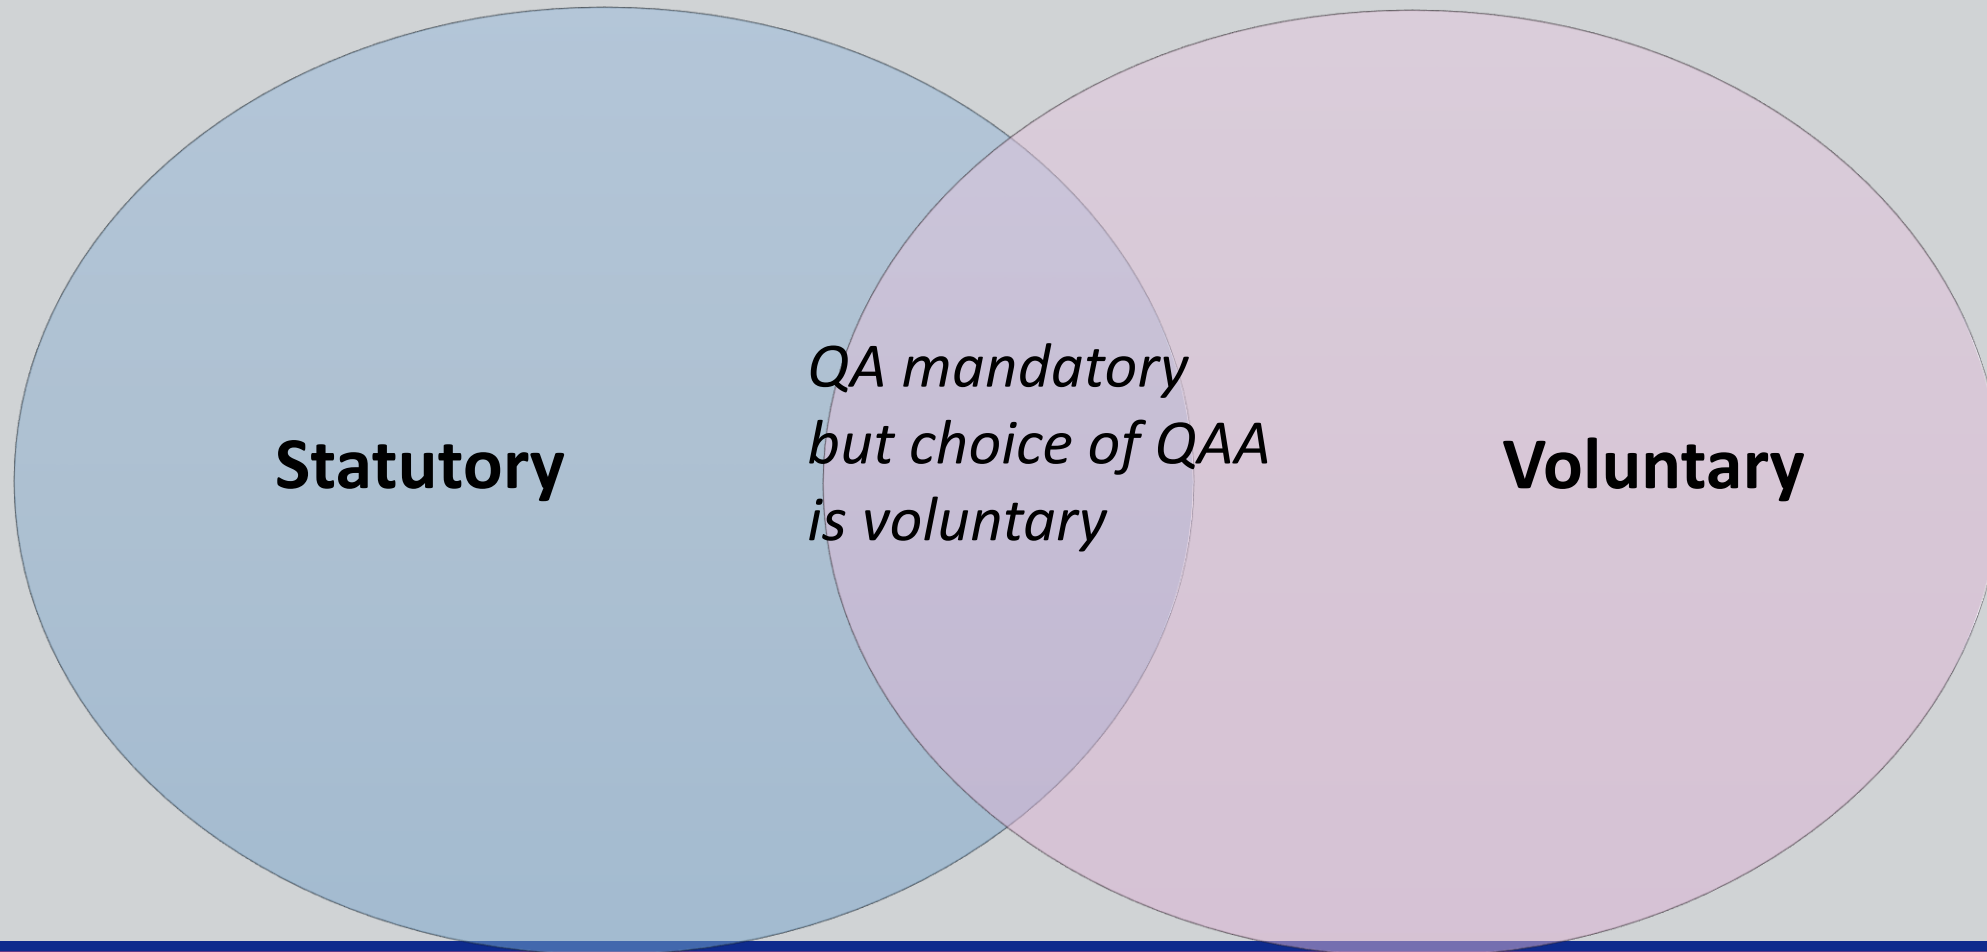 Statutory
QA mandatory
but choice of QAA
is voluntary
Voluntary